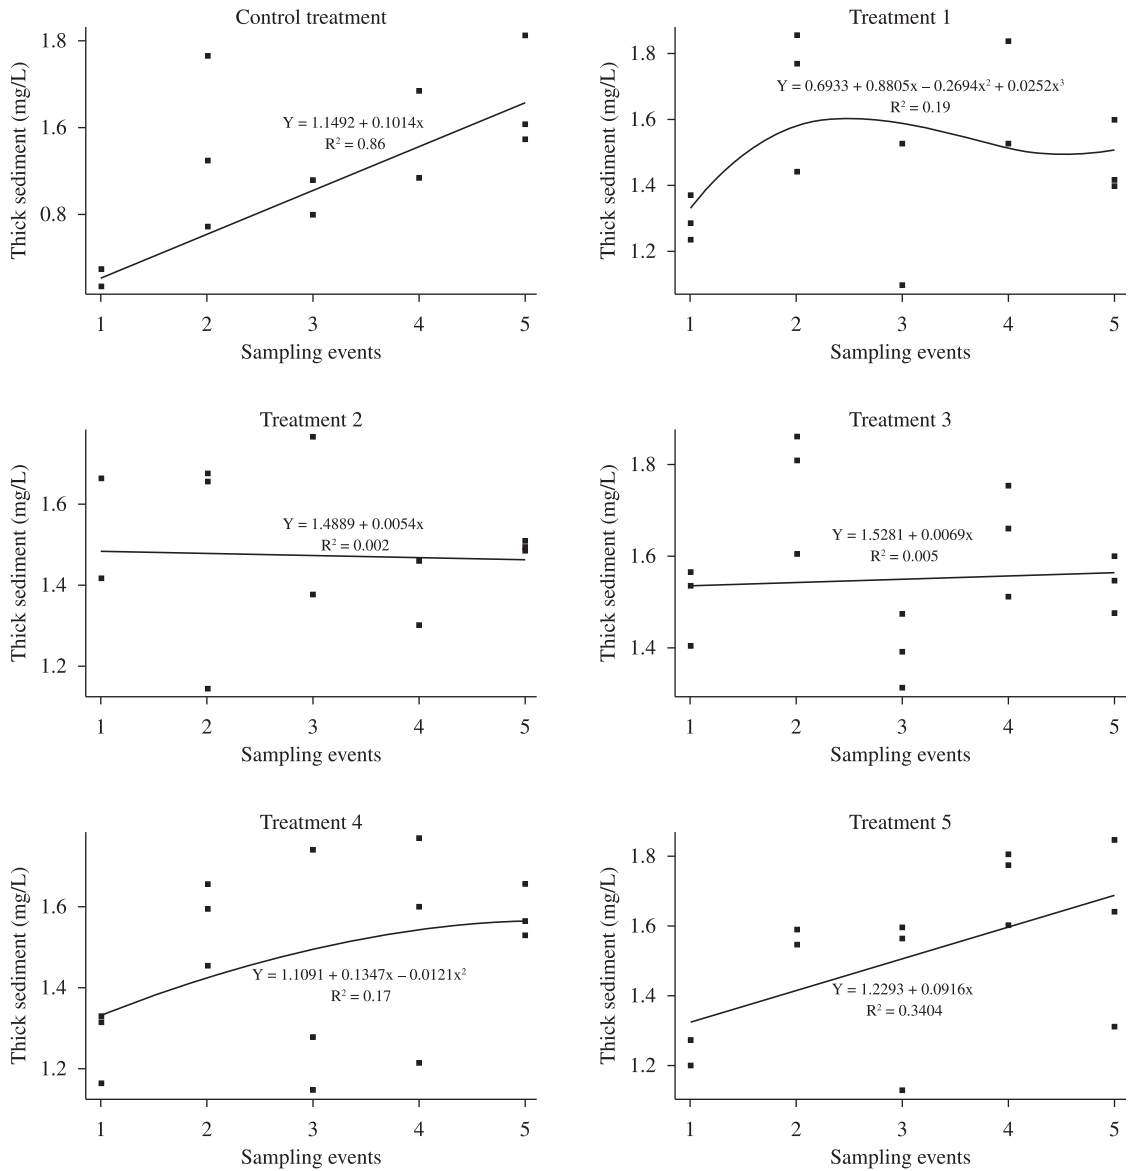 Control treatment
Thick sediment (mg/L)
1.8
1.6
0.8
Y = 1.1492 + 0.1014x
R² = 0.86
1 2 3 4 5
Sampling events
Treatment 1
Thick sediment (mg/L)
1.8
1.6
1.4
1.2
Y = 0.6933 + 0.8805x – 0.2694x² + 0.0252x³
R² = 0.19
1 2 3 4 5
Sampling events
Treatment 2
Thick sediment (mg/L)
1.6
1.4
1.2
Y = 1.4889 + 0.0054x
R² = 0.002
1 2 3 4 5
Sampling events
Treatment 3
Thick sediment (mg/L)
1.8
1.6
1.4
Y = 1.5281 + 0.0069x
R² = 0.005
1 2 3 4 5
Sampling events
Treatment 4
Thick sediment (mg/L)
1.6
1.4
1.2
Y = 1.1091 + 0.1347x – 0.0121x²
R² = 0.17
1 2 3 4 5
Sampling events
Treatment 5
Thick sediment (mg/L)
1.8
1.6
1.4
1.2
Y = 1.2293 + 0.0916x
R² = 0.3404
1 2 3 4 5
Sampling events